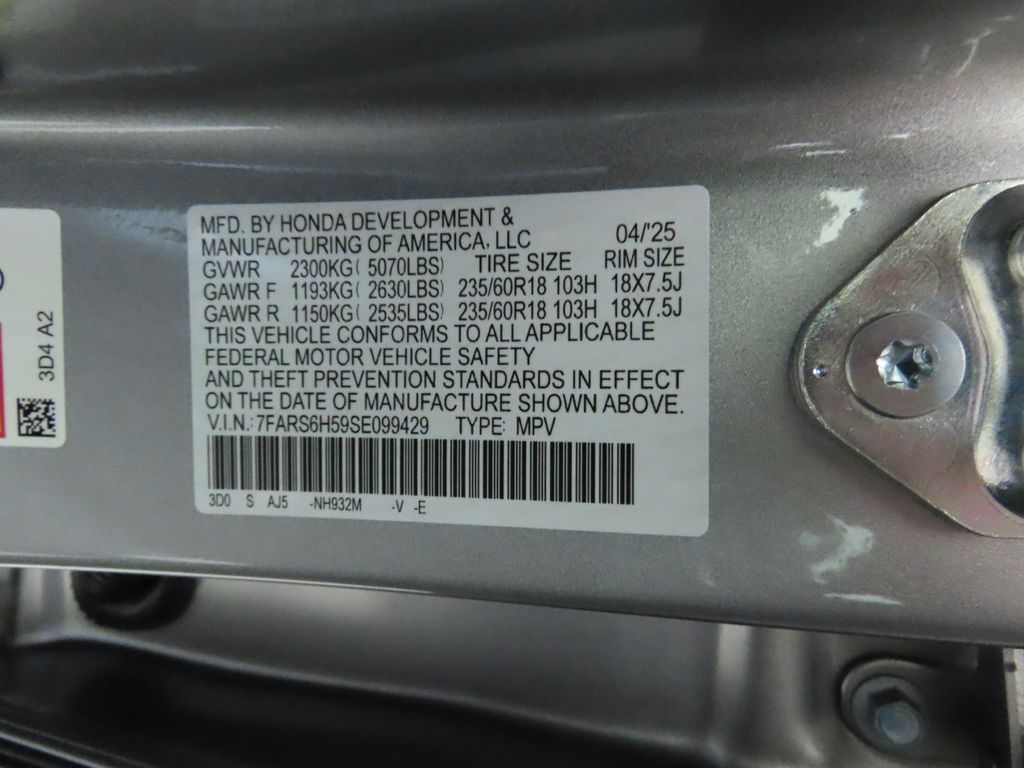 MFD. BY HONDA DEVELOPMENT &
MANUFACTURING OF AMERICA, LLC 04/'25
GVWR 2300KG( 5070LBS) TIRE SIZE RIM SIZE
GAWR F 1193KG( 2630LBS) 235/60R18 103H 18X7.5J
GAWR R 1150KG( 2535LBS) 235/60R18 103H 18X7.5J
THIS VEHICLE CONFORMS TO ALL APPLICABLE
FEDERAL MOTOR VEHICLE SAFETY
AND THEFT PREVENTION STANDARDS IN EFFECT
ON THE DATE OF MANUFACTURE SHOWN ABOVE.
V.I.N.:7FARS6H59SE099429 TYPE: MPV
3D0 S AJ5 -NH932M -V -E
3D4 A2